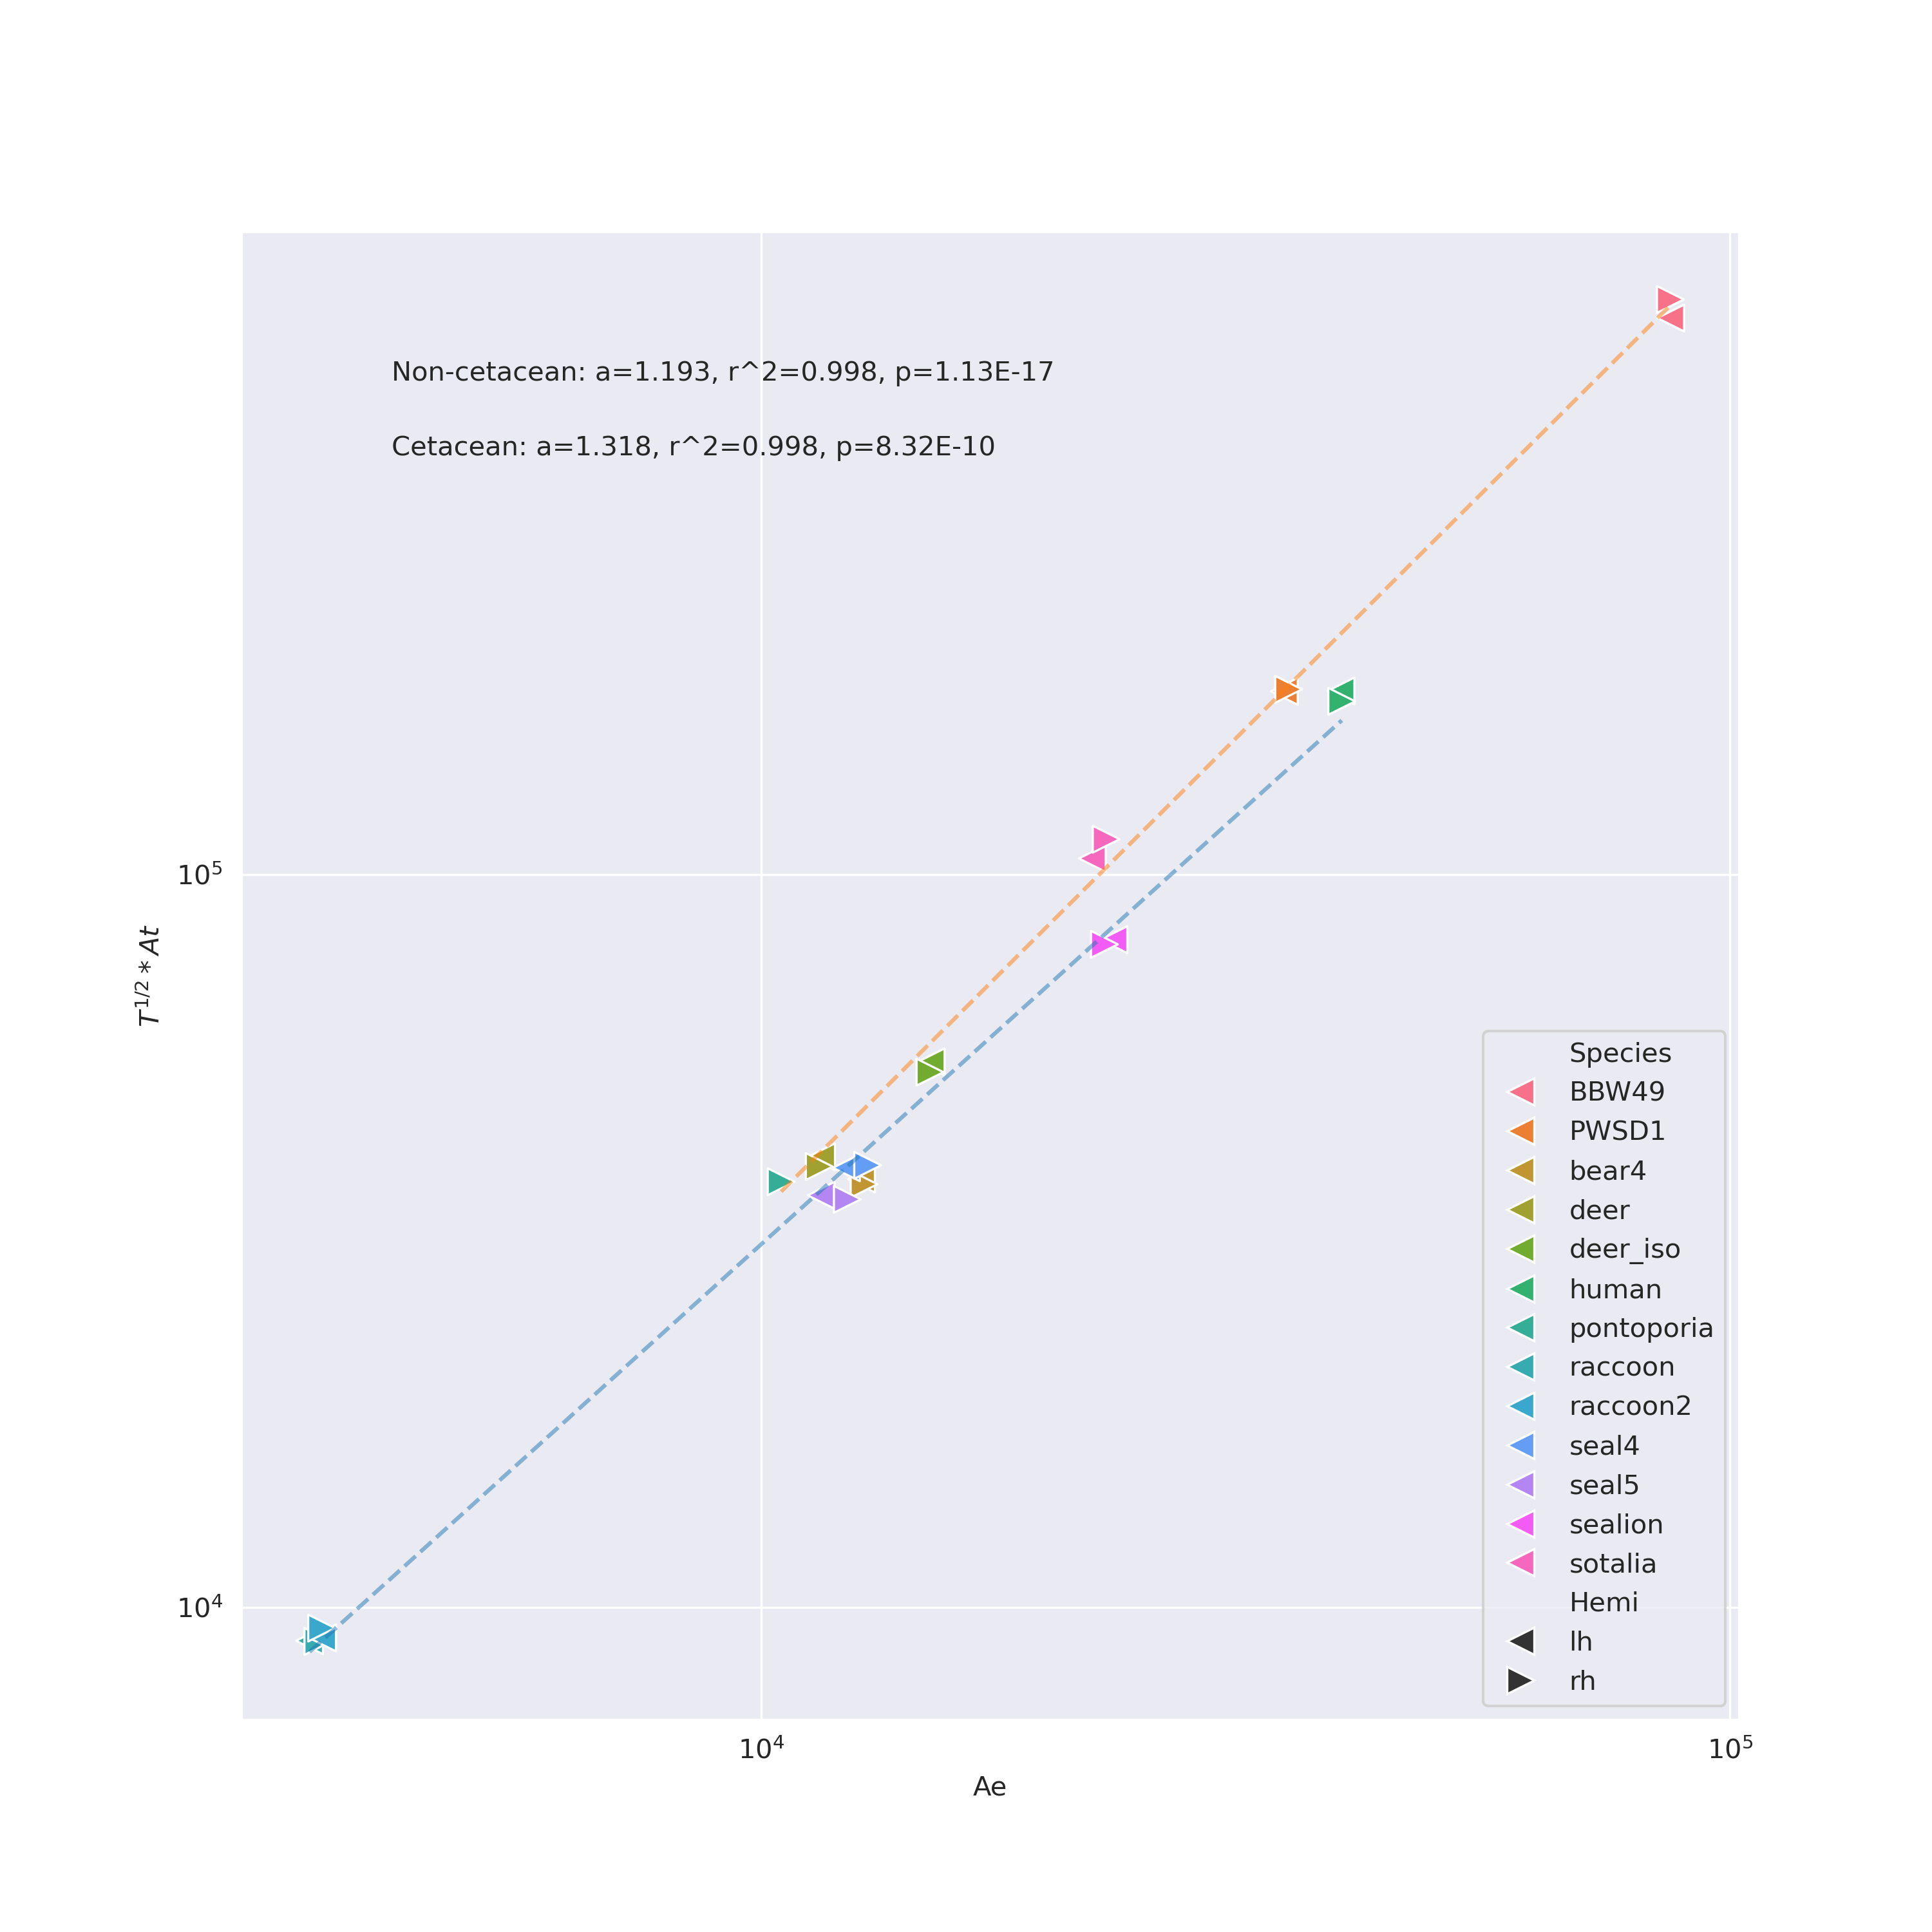 Non-cetacean: a=1.193, r^2=0.998, p=1.13E-17
Cetacean: a=1.318, r^2=0.998, p=8.32E-10
10^5
10^4
T^{1/2} * At
10^4
10^5
Ae
Species
BBW49
PWSD1
bear4
deer
deer_iso
human
pontoporia
raccoon
raccoon2
seal4
seal5
sealion
sotalia
Hemi
lh
rh